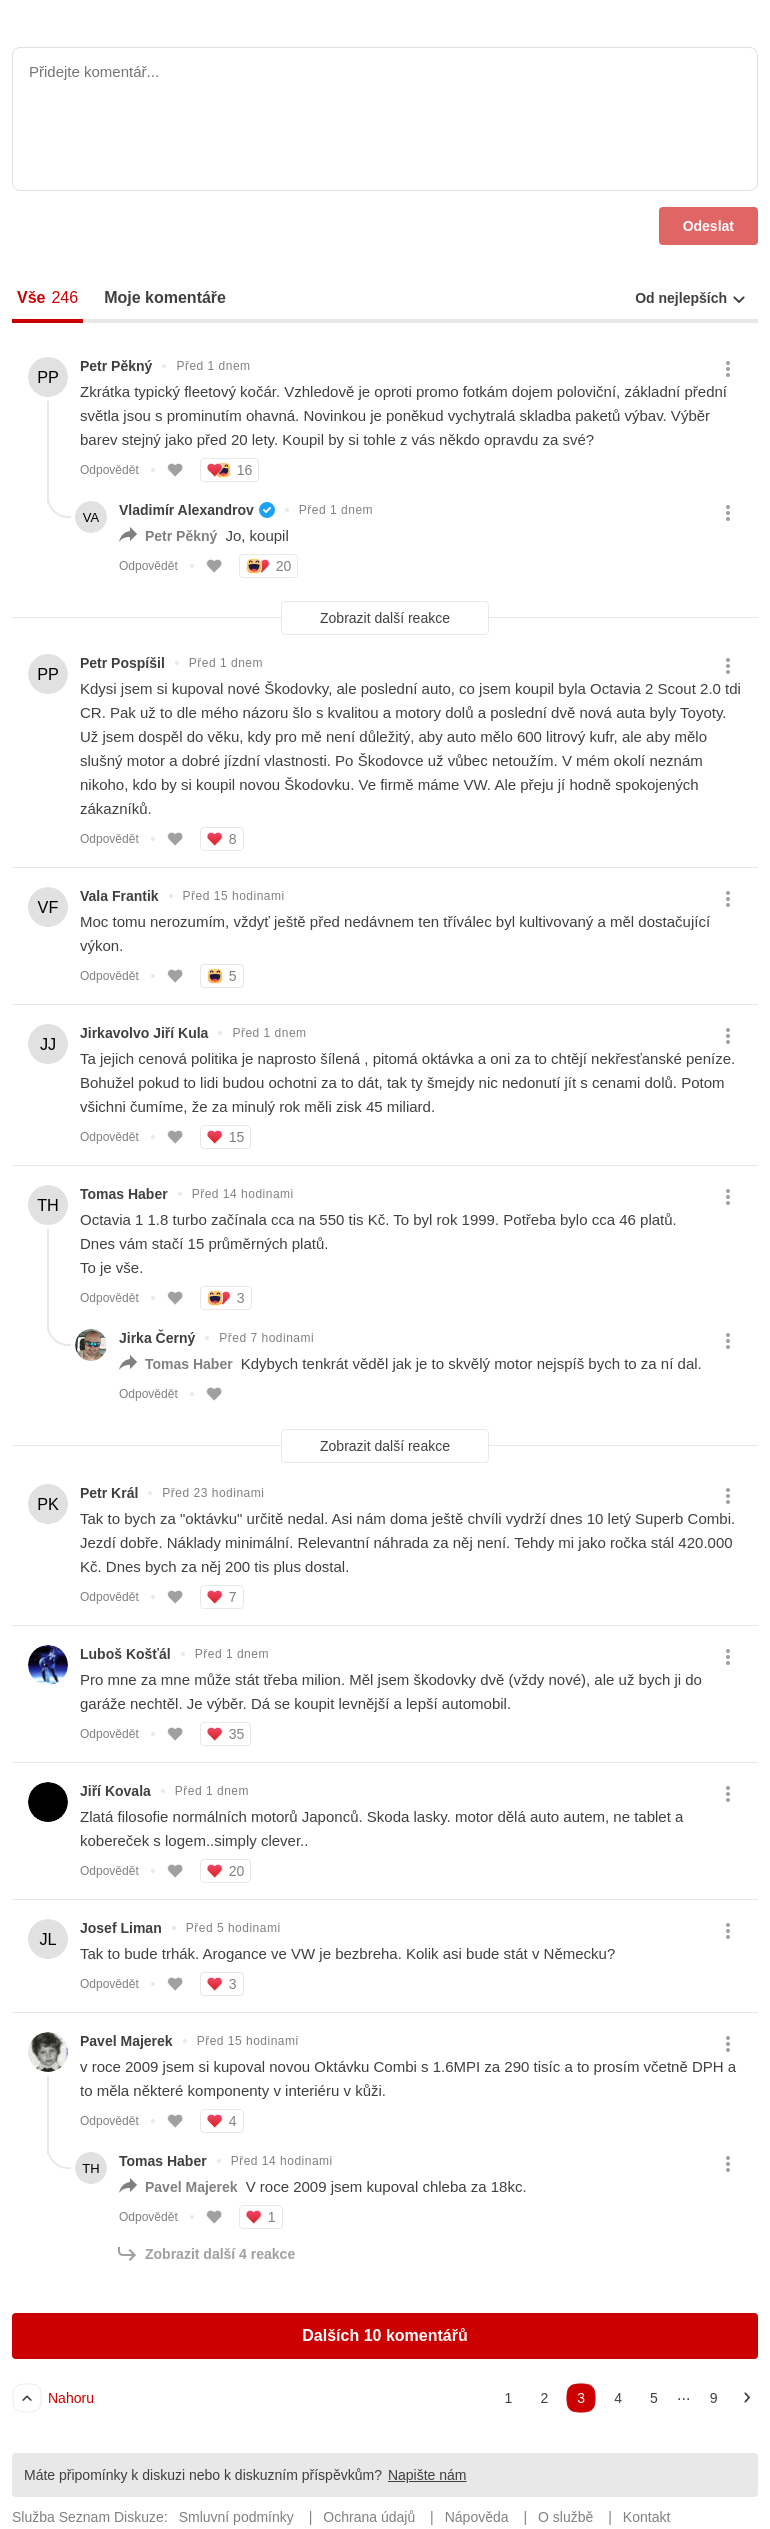 Přidejte komentář...
Odeslat
Vše 246 Moje komentáře Od nejlepších
PP Petr Pěkný Před 1 dnem
Zkrátka typický fleetový kočár. Vzhledově je oproti promo fotkám dojem poloviční, základní přední
světla jsou s prominutím ohavná. Novinkou je poněkud vychytralá skladba paketů výbav. Výběr
barev stejný jako před 20 lety. Koupil by si tohle z vás někdo opravdu za své?
Odpovědět 16
VA Vladimír Alexandrov Před 1 dnem
Petr Pěkný Jo, koupil
Odpovědět 20
Zobrazit další reakce
PP Petr Pospíšil Před 1 dnem
Kdysi jsem si kupoval nové Škodovky, ale poslední auto, co jsem koupil byla Octavia 2 Scout 2.0 tdi
CR. Pak už to dle mého názoru šlo s kvalitou a motory dolů a poslední dvě nová auta byly Toyoty.
Už jsem dospěl do věku, kdy pro mě není důležitý, aby auto mělo 600 litrový kufr, ale aby mělo
slušný motor a dobré jízdní vlastnosti. Po Škodovce už vůbec netoužím. V mém okolí neznám
nikoho, kdo by si koupil novou Škodovku. Ve firmě máme VW. Ale přeju jí hodně spokojených
zákazníků.
Odpovědět 8
VF Vala Frantik Před 15 hodinami
Moc tomu nerozumím, vždyť ještě před nedávnem ten tříválec byl kultivovaný a měl dostačující
výkon.
Odpovědět 5
JJ Jirkavolvo Jiří Kula Před 1 dnem
Ta jejich cenová politika je naprosto šílená , pitomá oktávka a oni za to chtějí nekřesťanské peníze.
Bohužel pokud to lidi budou ochotni za to dát, tak ty šmejdy nic nedonutí jít s cenami dolů. Potom
všichni čumíme, že za minulý rok měli zisk 45 miliard.
Odpovědět 15
TH Tomas Haber Před 14 hodinami
Octavia 1 1.8 turbo začínala cca na 550 tis Kč. To byl rok 1999. Potřeba bylo cca 46 platů.
Dnes vám stačí 15 průměrných platů.
To je vše.
Odpovědět 3
Jirka Černý Před 7 hodinami
Tomas Haber Kdybych tenkrát věděl jak je to skvělý motor nejspíš bych to za ní dal.
Odpovědět
Zobrazit další reakce
PK Petr Král Před 23 hodinami
Tak to bych za "oktávku" určitě nedal. Asi nám doma ještě chvíli vydrží dnes 10 letý Superb Combi.
Jezdí dobře. Náklady minimální. Relevantní náhrada za něj není. Tehdy mi jako ročka stál 420.000
Kč. Dnes bych za něj 200 tis plus dostal.
Odpovědět 7
Luboš Košťál Před 1 dnem
Pro mne za mne může stát třeba milion. Měl jsem škodovky dvě (vždy nové), ale už bych ji do
garáže nechtěl. Je výběr. Dá se koupit levnější a lepší automobil.
Odpovědět 35
Jiří Kovala Před 1 dnem
Zlatá filosofie normálních motorů Japonců. Skoda lasky. motor dělá auto autem, ne tablet a
kobereček s logem..simply clever..
Odpovědět 20
JL Josef Liman Před 5 hodinami
Tak to bude trhák. Arogance ve VW je bezbreha. Kolik asi bude stát v Německu?
Odpovědět 3
Pavel Majerek Před 15 hodinami
v roce 2009 jsem si kupoval novou Oktávku Combi s 1.6MPI za 290 tisíc a to prosím včetně DPH a
to měla některé komponenty v interiéru v kůži.
Odpovědět 4
TH Tomas Haber Před 14 hodinami
Pavel Majerek V roce 2009 jsem kupoval chleba za 18kc.
Odpovědět 1
Zobrazit další 4 reakce
Dalších 10 komentářů
Nahoru 1 2 3 4 5 ... 9
Máte připomínky k diskuzi nebo k diskuzním příspěvkům? Napište nám
Služba Seznam Diskuze: Smluvní podmínky | Ochrana údajů | Nápověda | O službě | Kontakt